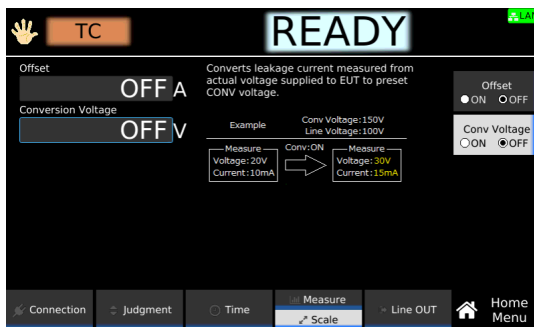 TC
READY
LAN
Offset
OFF A
Conversion Voltage
OFF V
Converts leakage current measured from
actual voltage supplied to EUT to preset
CONV voltage.
Example
Conv Voltage:150V
Line Voltage:100V
Measure
Voltage:20V
Current:10mA
Conv:ON
Measure
Voltage:30V
Current:15mA
Offset
ON OFF
Conv Voltage
ON OFF
Connection
Judgment
Time
Measure
Scale
Line OUT
Home
Menu